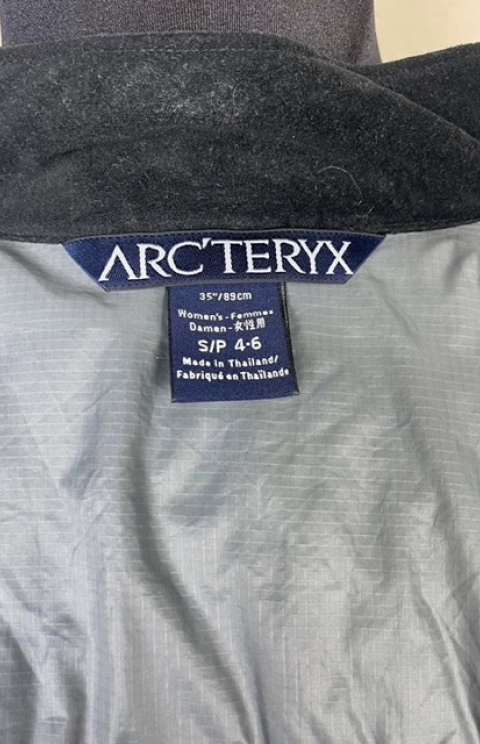 ARC'TERYX
35"/89cm
Women's-Femmes
Damen-女性用
S/P 4-6
Made in Thailand/
Fabriqué en Thaïlande